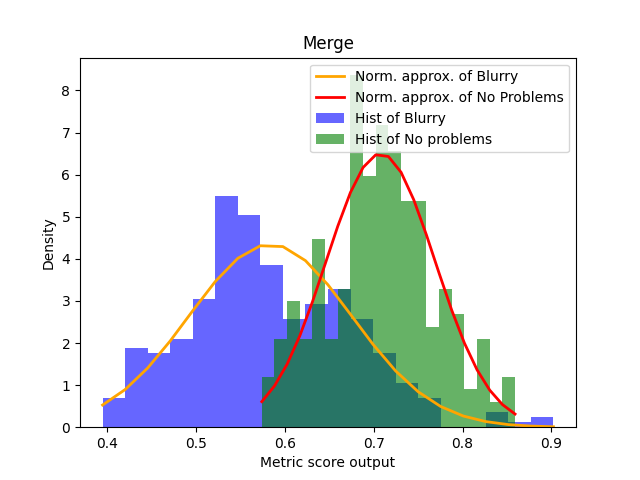 Merge
Norm. approx. of Blurry
Norm. approx. of No Problems
Hist of Blurry
Hist of No problems
Density
8
7
6
5
4
3
2
1
0
0.4 0.5 0.6 0.7 0.8 0.9
Metric score output